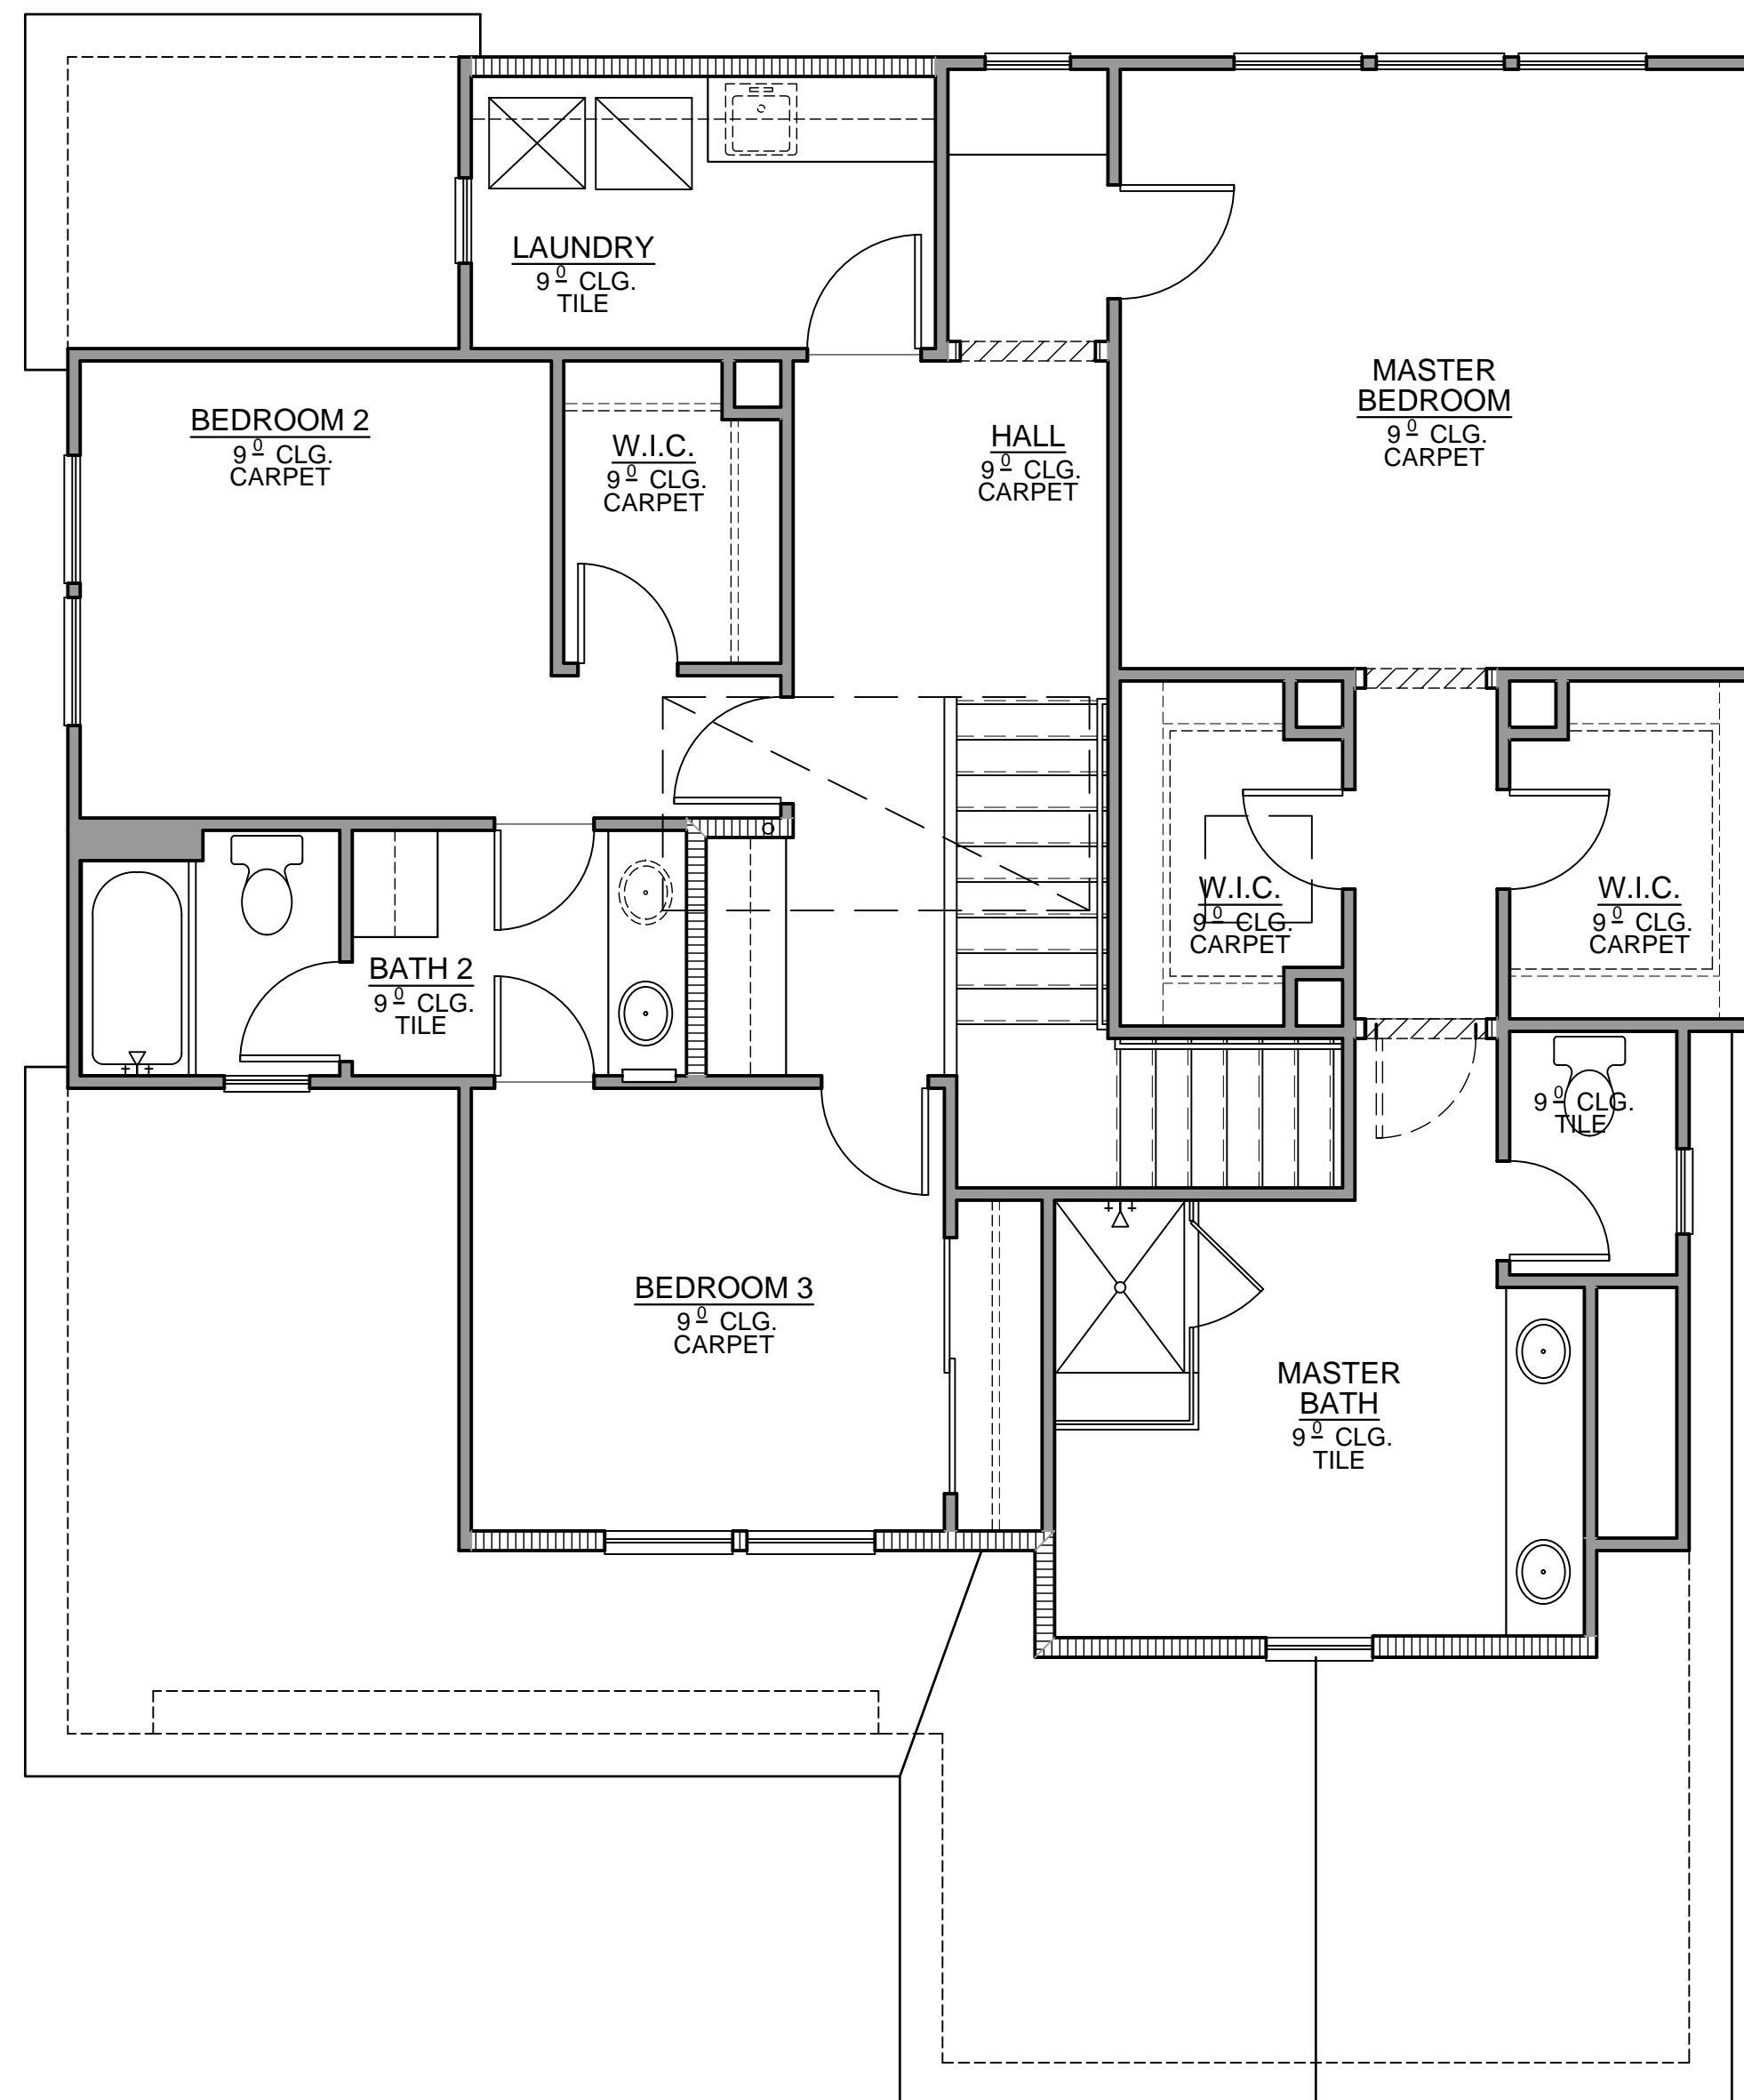 LAUNDRY
9 0 CLG.
TILE
MASTER
BEDROOM
9 0 CLG.
CARPET
BEDROOM 2
9 0 CLG.
CARPET
W.I.C.
9 0 CLG.
CARPET
HALL
9 0 CLG.
CARPET
W.I.C.
9 0 CLG.
CARPET
W.I.C.
9 0 CLG.
CARPET
BATH 2
9 0 CLG.
TILE
9 0 CLG.
TILE
BEDROOM 3
9 0 CLG.
CARPET
MASTER
BATH
9 0 CLG.
TILE